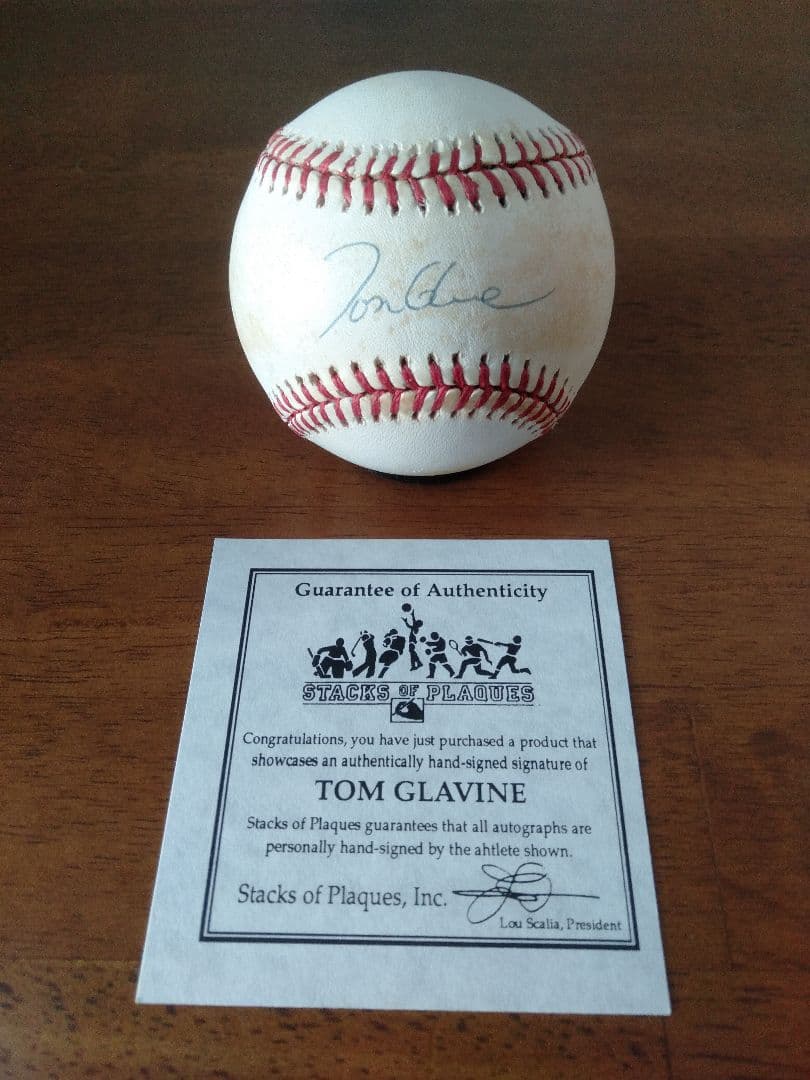 Tom Glavine
Guarantee of Authenticity
STACKS OF PLAQUES
Congratulations, you have just purchased a product that
showcases an authentically hand-signed signature of
TOM GLAVINE
Stacks of Plaques guarantees that all autographs are
personally hand-signed by the ahtlete shown.
Stacks of Plaques, Inc.
Lou Scalia, President